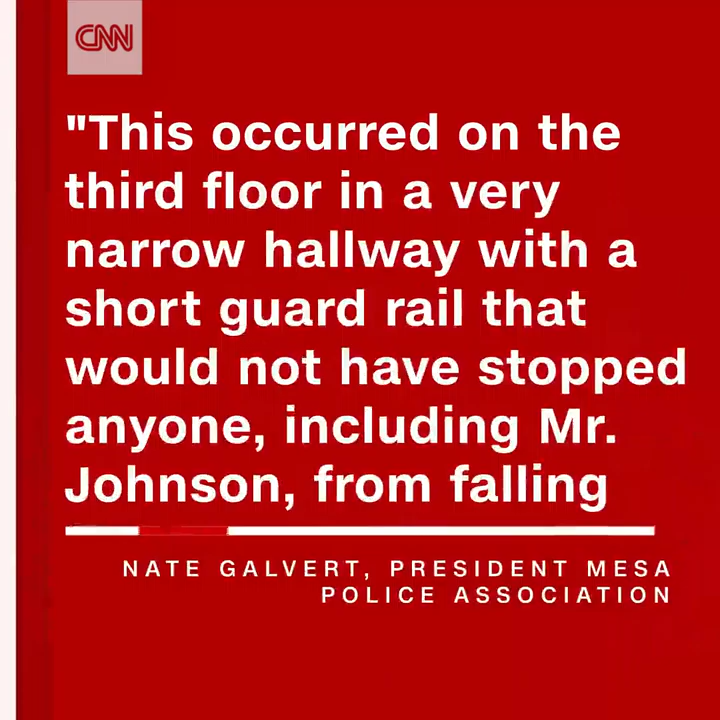 CNN
"This occurred on the
third floor in a very
narrow hallway with a
short guard rail that
would not have stopped
anyone, including Mr.
Johnson, from falling
NATE GALVERT, PRESIDENT MESA
POLICE ASSOCIATION